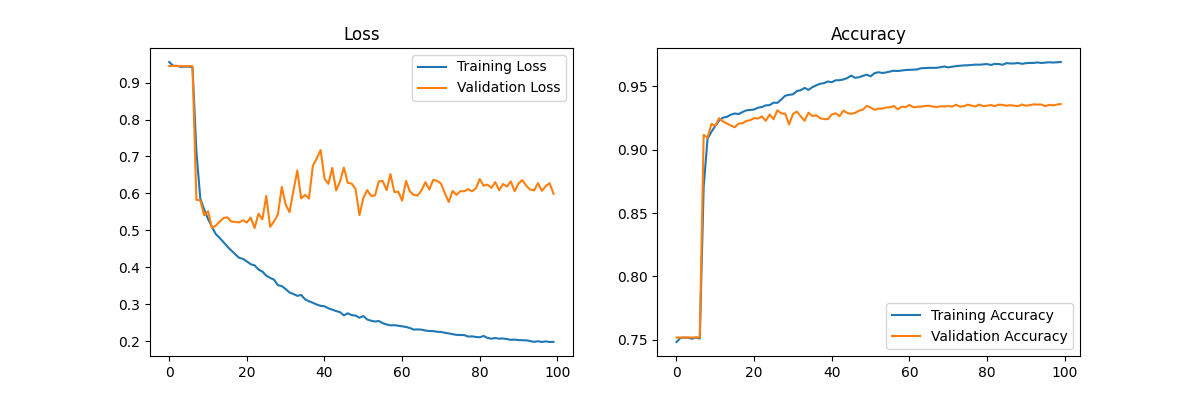 Loss
0.9
0.8
0.7
0.6
0.5
0.4
0.3
0.2
0 20 40 60 80 100
Training Loss
Validation Loss
Accuracy
0.95
0.90
0.85
0.80
0.75
0 20 40 60 80 100
Training Accuracy
Validation Accuracy